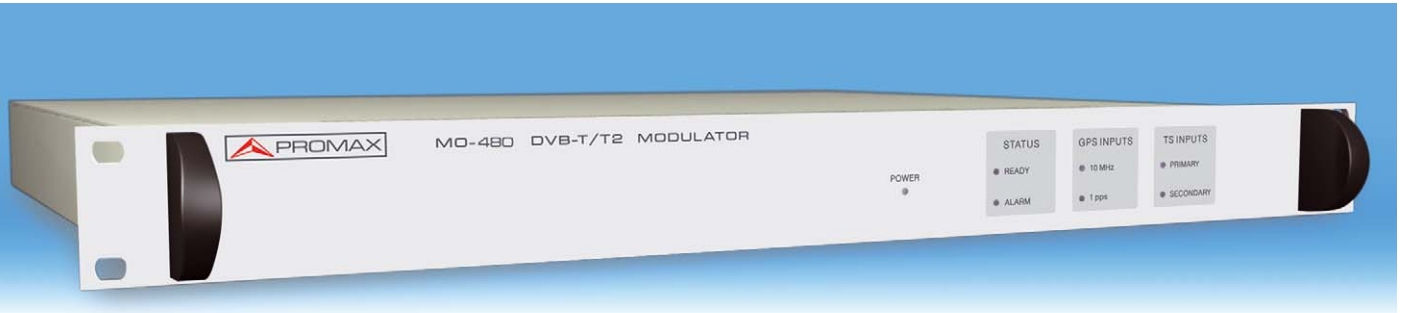 PROMAX
MO-480 DVB-T/T2 MODULATOR
POWER
STATUS
READY
ALARM
GPS INPUTS
10 MHz
1 pps
TS INPUTS
PRIMARY
SECONDARY